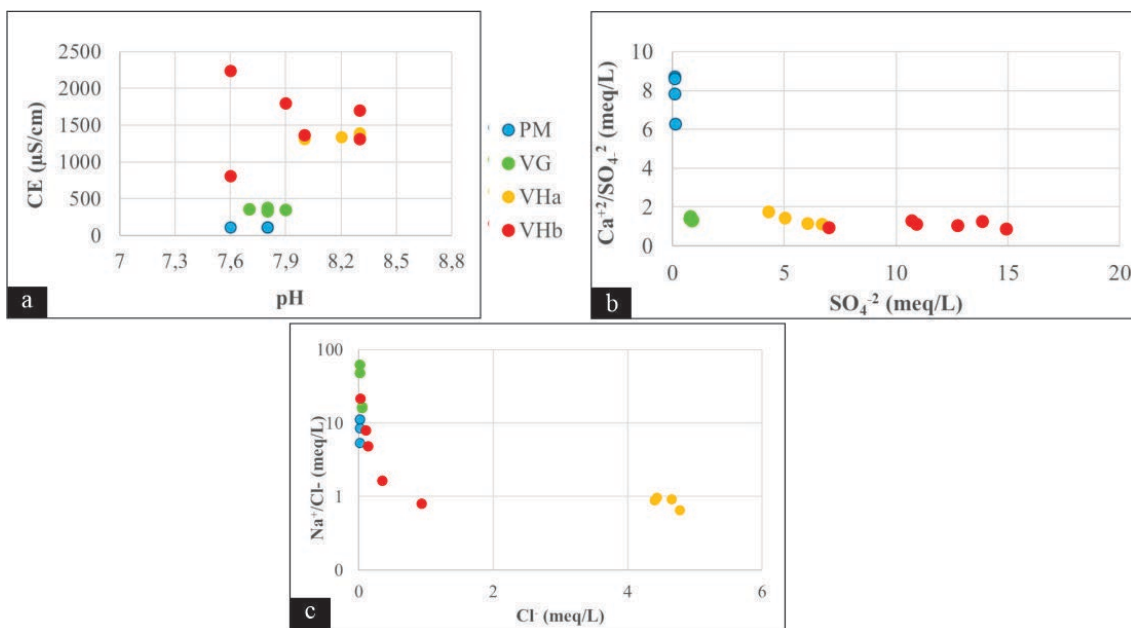 2500
2000
1500
1000
500
0
CE (µS/cm)
7
7,3
7,6
7,9
8,2
8,5
8,8
pH
a
PM
VG
VHa
VHb
10
8
6
4
2
0
Ca⁺²/SO₄⁻² (meq/L)
0
5
10
15
20
SO₄⁻² (meq/L)
b
100
10
1
0
Na⁺/Cl- (meq/L)
0
2
4
6
Cl⁻ (meq/L)
c